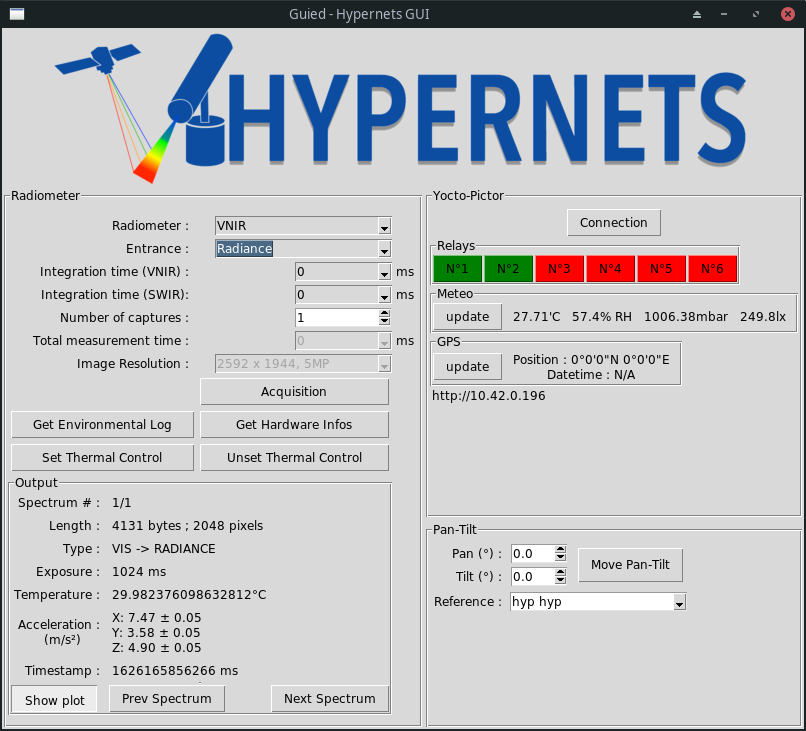 Guied - Hypernets GUI
HYPERNETS
Radiometer
Radiometer : VNIR
Entrance : Radiance
Integration time (VNIR) : 0 ms
Integration time (SWIR): 0 ms
Number of captures : 1
Total measurement time : 0 ms
Image Resolution : 2592 x 1944, 5MP
Acquisition
Get Environmental Log Get Hardware Infos
Set Thermal Control Unset Thermal Control
Output
Spectrum # : 1/1
Length : 4131 bytes ; 2048 pixels
Type : VIS -> RADIANCE
Exposure : 1024 ms
Temperature : 29.982376098632812°C
Acceleration :
(m/s²)
X: 7.47 ± 0.05
Y: 3.58 ± 0.05
Z: 4.90 ± 0.05
Timestamp : 1626165856266 ms
Show plot Prev Spectrum Next Spectrum
Yocto-Pictor
Connection
Relays
N°1 N°2 N°3 N°4 N°5 N°6
Meteo
update 27.71'C 57.4% RH 1006.38mbar 249.8lx
GPS
update
Position : 0°0'0"N 0°0'0"E
Datetime : N/A
http://10.42.0.196
Pan-Tilt
Pan (°) : 0.0
Tilt (°) : 0.0
Move Pan-Tilt
Reference : hyp hyp